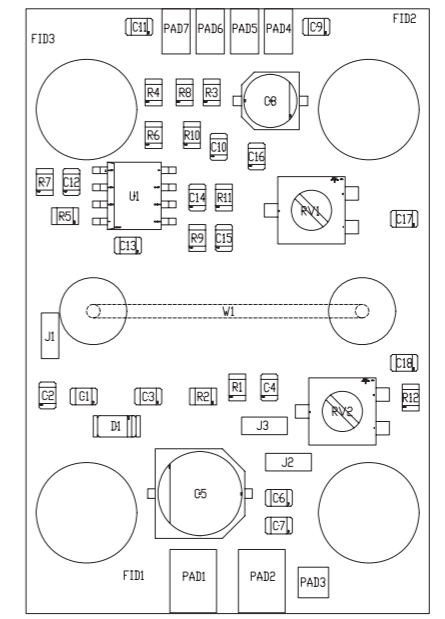 C11 PAD7 PAD6 PAD5 PAD4 C9 FID2
FID3
R4 R8 R3 C8
R6 R10 C10 C16
R7 C12 U1 C14 R11 RV1
R5 C17
C13 R9 C15
W1
J1
C18
C2 C1 C3 R2 R1 C4 R12
D1 J3 RV2
J2
C5 C6
C7
FID1 PAD1 PAD2 PAD3